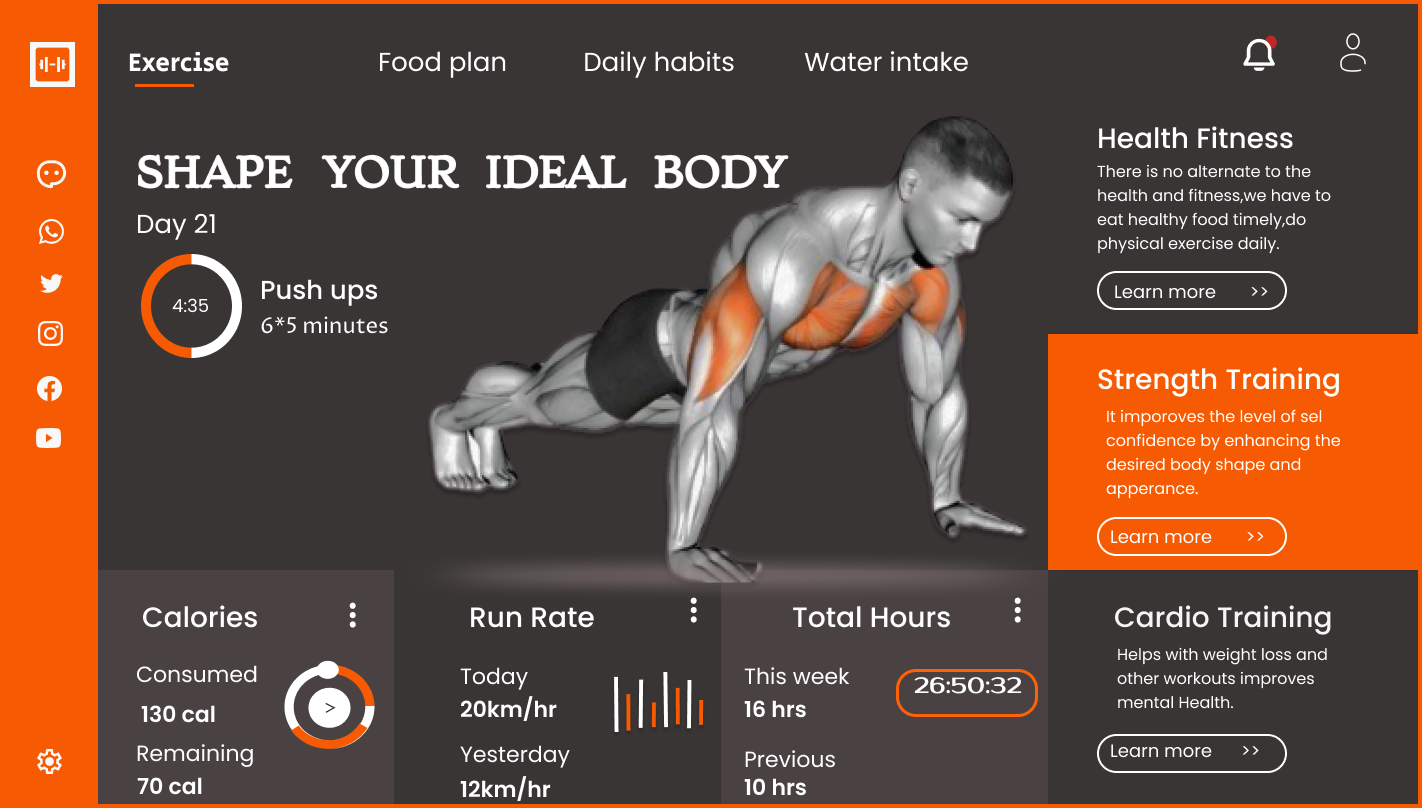 Exercise
Food plan
Daily habits
Water intake
SHAPE YOUR IDEAL BODY
Day 21
4:35
Push ups
6*5 minutes
Health Fitness
There is no alternate to the
health and fitness,we have to
eat healthy food timely,do
physical exercise daily.
Learn more >>
Strength Training
It imporoves the level of sel
confidence by enhancing the
desired body shape and
apperance.
Learn more >>
Calories
Consumed
130 cal
Remaining
70 cal
>
Run Rate
Today
20km/hr
Yesterday
12km/hr
Total Hours
This week
16 hrs
26:50:32
Previous
10 hrs
Cardio Training
Helps with weight loss and
other workouts improves
mental Health.
Learn more >>